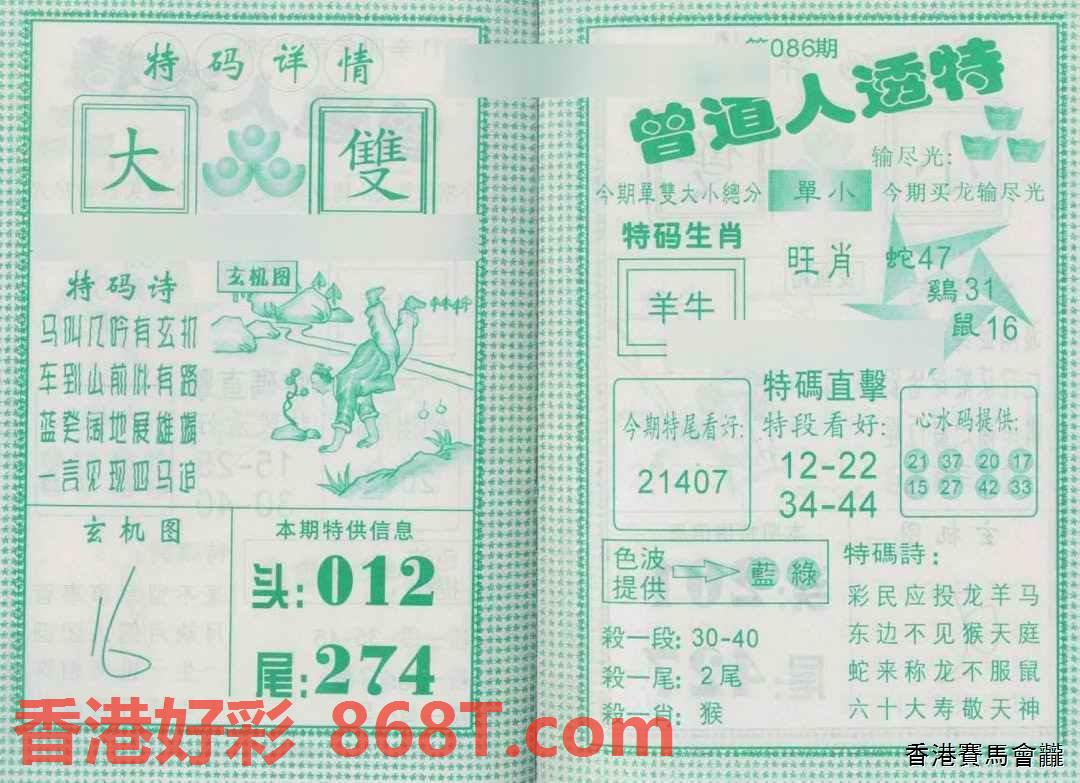 特码详情
大 雙
特码诗
马叫几吟有玄机
车到山前必有路
蓝癸阔地展雄
一言见现四马追
玄机图
玄机图
16
本期特供信息
头:012
尾:274
第086期
曾道人透特
输尽光:
今期單雙大小總分 單小 今期买龙输尽光
特码生肖
羊牛
旺肖
蛇47
鷄31
鼠16
今期特尾看好:
21407
特碼直擊
特段看好:
12-22
34-44
心水码提供:
21 37 20 17
15 27 42 33
色波
提供
藍 綠
殺一段: 30-40
殺一尾: 2尾
殺一肖: 猴
特碼詩:
彩民应投龙羊马
东边不见猴天庭
蛇来称龙不服鼠
六十大寿敬天神
香港好彩 868T.com
香港賽馬會